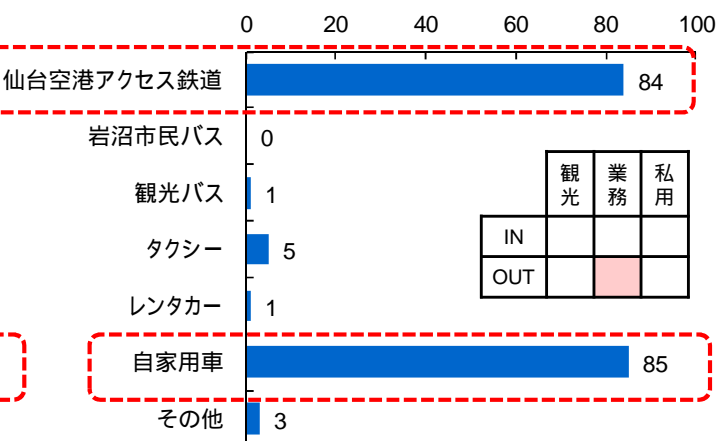 0 20 40 60 80 100
仙台空港アクセス鉄道 84
岩沼市民バス 0
観光バス 1
タクシー 5
レンタカー 1
自家用車 85
その他 3
観光 業務 私用
IN
OUT